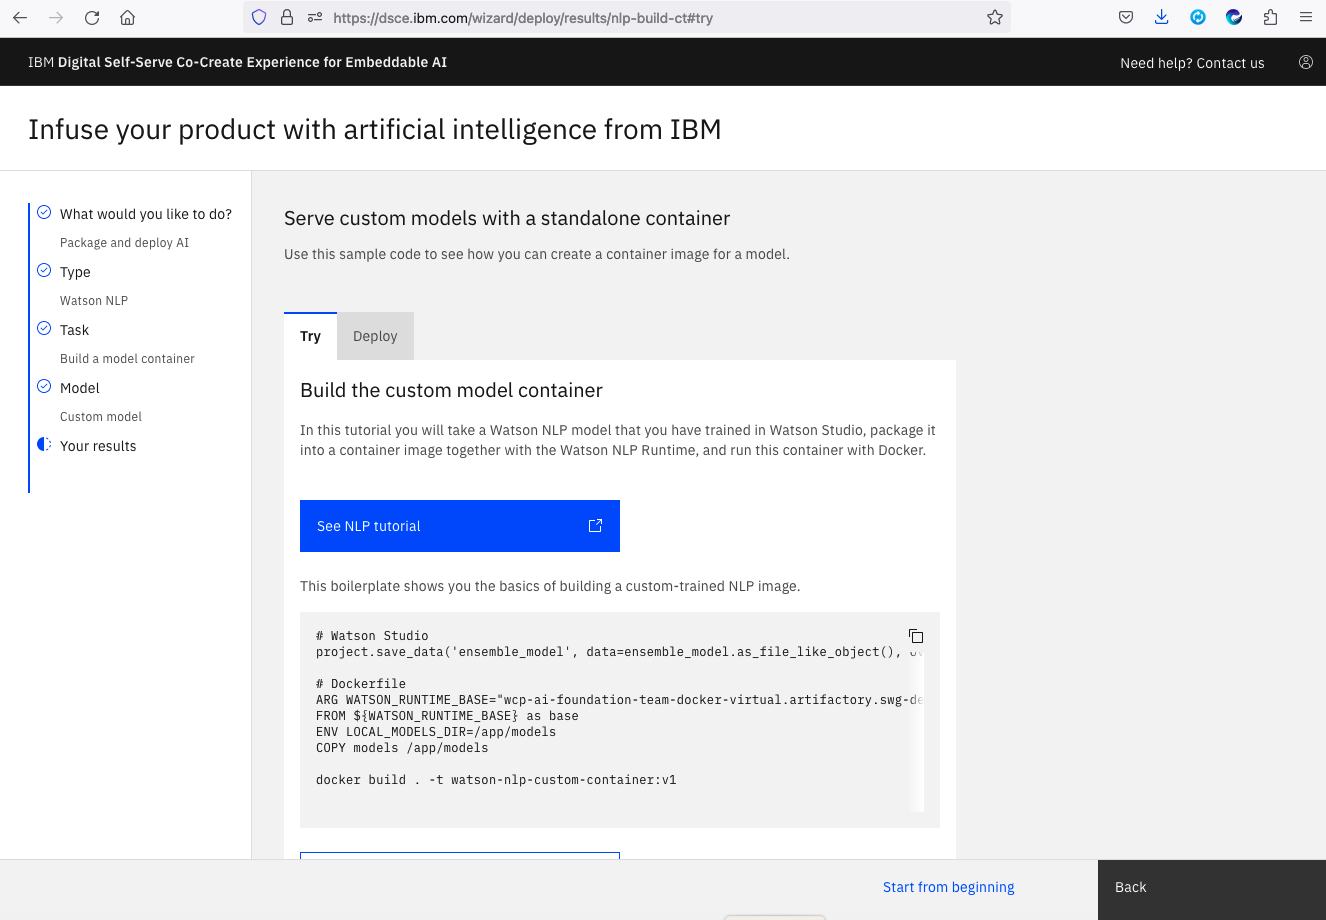 https://dsce.ibm.com/wizard/deploy/results/nlp-build-ct#try
IBM Digital Self-Serve Co-Create Experience for Embeddable AI
Need help? Contact us
Infuse your product with artificial intelligence from IBM
What would you like to do?
Package and deploy AI
Type
Watson NLP
Task
Build a model container
Model
Custom model
Your results
Serve custom models with a standalone container
Use this sample code to see how you can create a container image for a model.
Try
Deploy
Build the custom model container
In this tutorial you will take a Watson NLP model that you have trained in Watson Studio, package it
into a container image together with the Watson NLP Runtime, and run this container with Docker.
See NLP tutorial
This boilerplate shows you the basics of building a custom-trained NLP image.
# Watson Studio
project.save_data('ensemble_model', data=ensemble_model.as_file_like_object(),
# Dockerfile
ARG WATSON_RUNTIME_BASE="wcp-ai-foundation-team-docker-virtual.artifactory.swg-de
FROM ${WATSON_RUNTIME_BASE} as base
ENV LOCAL_MODELS_DIR=/app/models
COPY models /app/models
docker build . -t watson-nlp-custom-container:v1
Start from beginning
Back